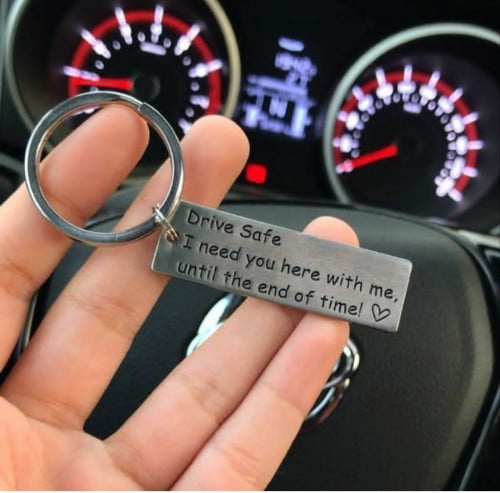 Drive Safe
I need you here with me,
until the end of time! ♡